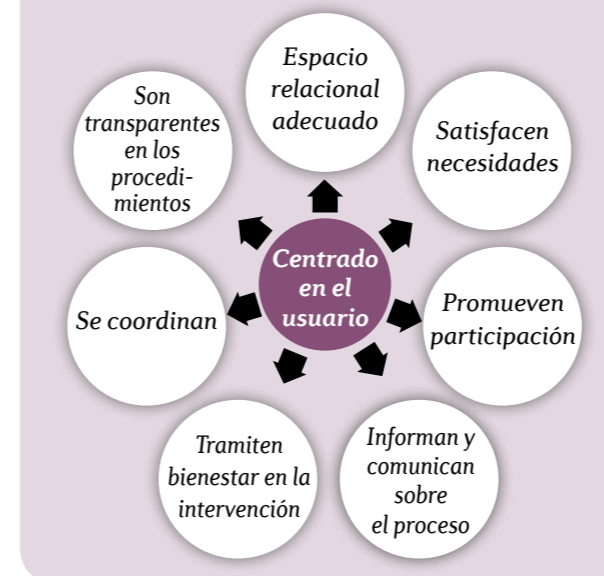 Espacio
relacional
adecuado
Satisfacen
necesidades
Promueven
participación
Informan y
comunican
sobre
el proceso
Tramiten
bienestar en la
intervención
Se coordinan
Son
transparentes
en los
procedi-
mientos
Centrado
en el
usuario